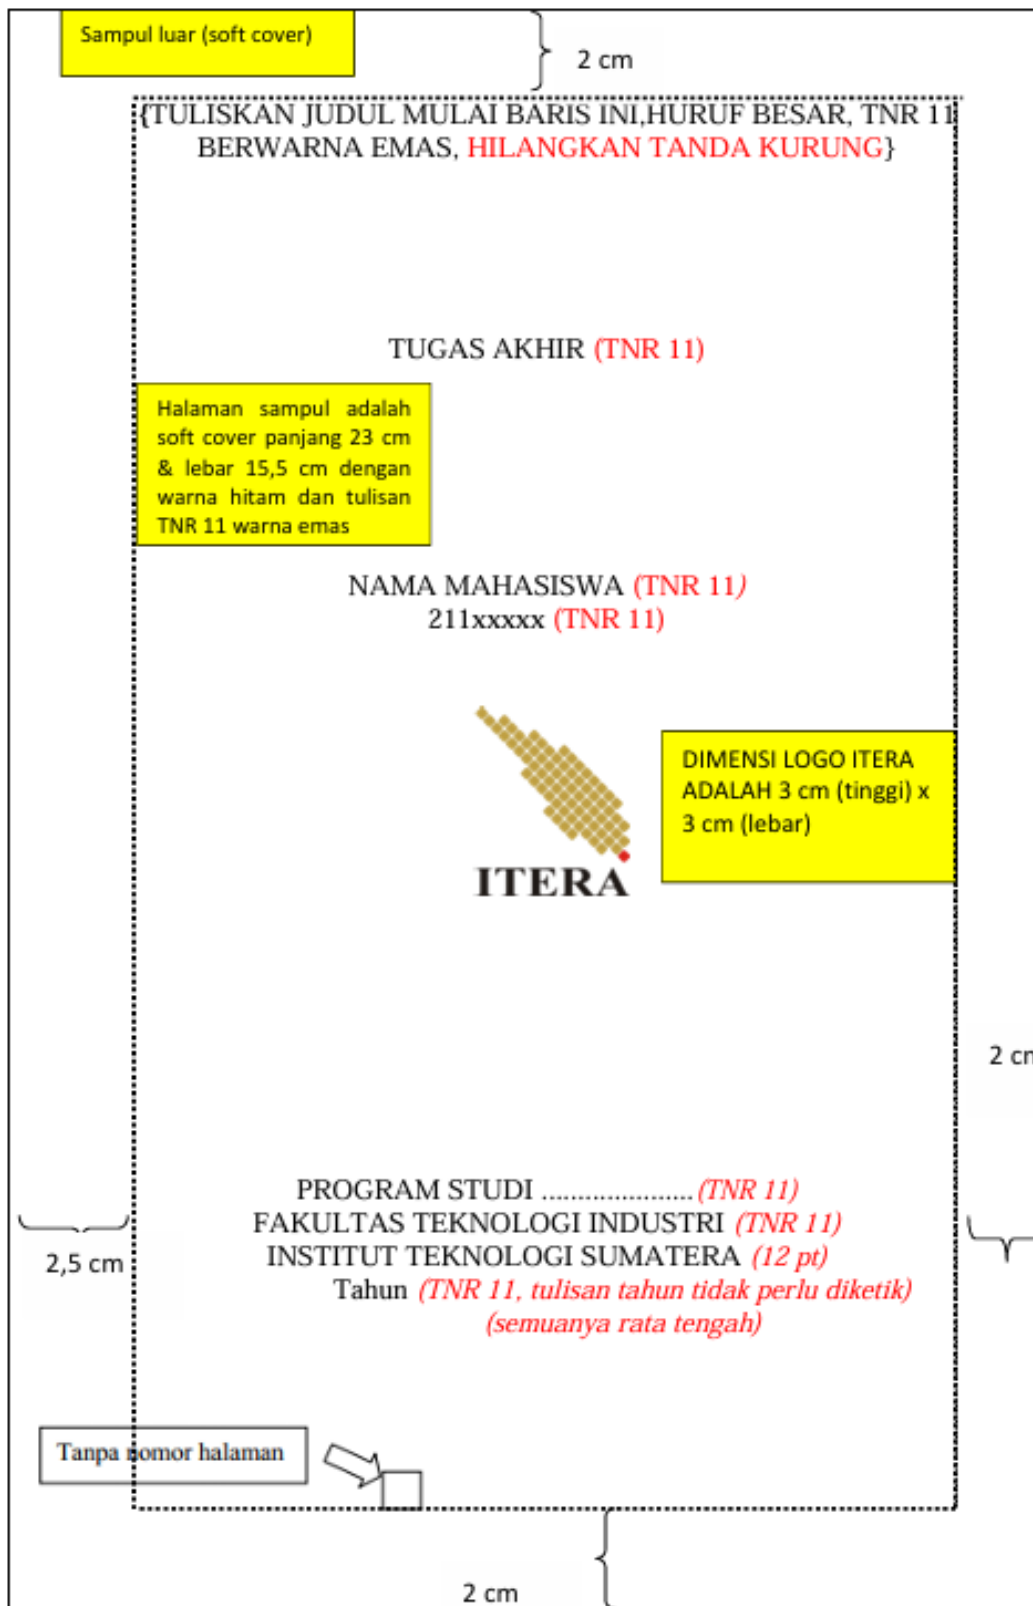 Sampul luar (soft cover)
2 cm
{TULISKAN JUDUL MULAI BARIS INI,HURUF BESAR, TNR 11
BERWARNA EMAS, HILANGKAN TANDA KURUNG}
TUGAS AKHIR (TNR 11)
Halaman sampul adalah
soft cover panjang 23 cm
& lebar 15,5 cm dengan
warna hitam dan tulisan
TNR 11 warna emas
NAMA MAHASISWA (TNR 11)
211xxxxx (TNR 11)
ITERA
DIMENSI LOGO ITERA
ADALAH 3 cm (tinggi) x
3 cm (lebar)
2 cm
PROGRAM STUDI ..................... (TNR 11)
FAKULTAS TEKNOLOGI INDUSTRI (TNR 11)
INSTITUT TEKNOLOGI SUMATERA (12 pt)
2,5 cm
Tahun (TNR 11, tulisan tahun tidak perlu diketik)
(semuanya rata tengah)
Tanpa nomor halaman
2 cm